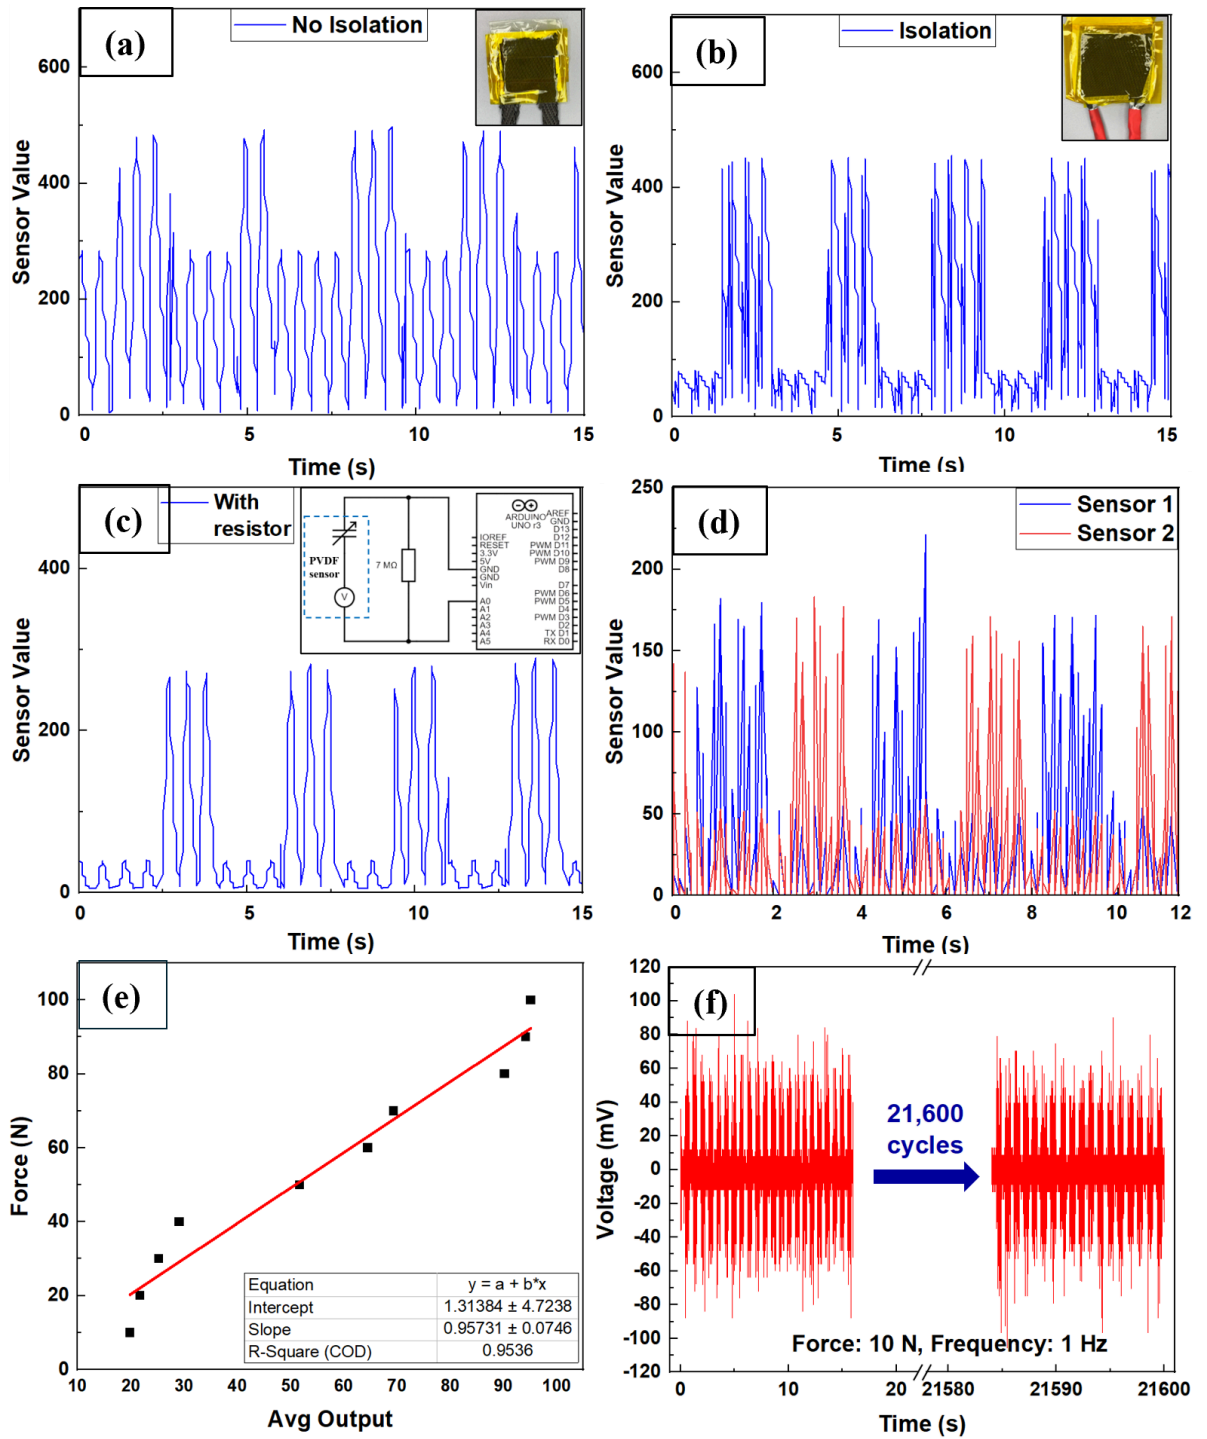 (a)
No Isolation
600
400
200
0
Sensor Value
0 5 10 15
Time (s)
(b)
Isolation
600
400
200
0
Sensor Value
0 5 10 15
Time (s)
(c)
With
resistor
400
200
0
Sensor Value
0 5 10 15
Time (s)
PVDF
sensor
V
7 MΩ
ARDUINO
UNO r3
IOREF
RESET
3.3V
5V
GND
GND
Vin
A0
A1
A2
A3
A4
A5
AREF
GND
D13
D12
PWM D11
PWM D10
PWM D9
D8
D7
PWM D6
PWM D5
D4
PWM D3
D2
TX D1
RX D0
(d)
Sensor 1
Sensor 2
250
200
150
100
50
0
Sensor Value
0 2 4 6 8 10 12
Time (s)
(e)
100
80
60
40
20
0
Force (N)
Equation y = a + b*x
Intercept 1.31384 ± 4.7238
Slope 0.95731 ± 0.0746
R-Square (COD) 0.9536
10 20 30 40 50 60 70 80 90 100
Avg Output
(f)
120
100
80
60
40
20
0
-20
-40
-60
-80
-100
-120
Voltage (mV)
21,600
cycles
Force: 10 N, Frequency: 1 Hz
0 10 20 21580 21590 21600
Time (s)